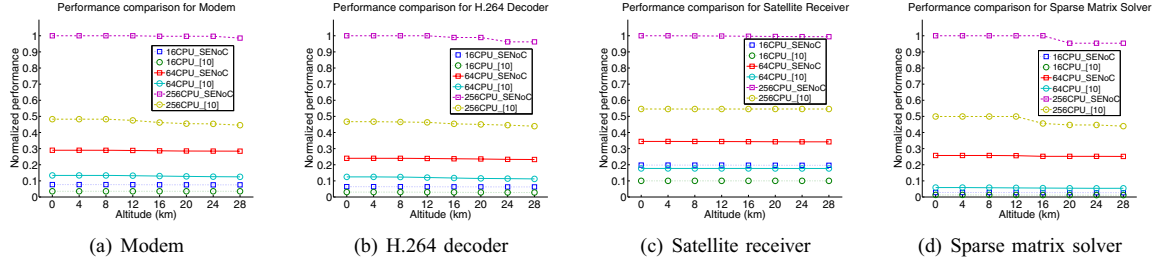 Performance comparison for Modem
Normalized performance
1
0.9
0.8
0.7
0.6
0.5
0.4
0.3
0.2
0.1
0
16CPU_SENoC
16CPU_[10]
64CPU_SENoC
64CPU_[10]
256CPU_SENoC
256CPU_[10]
0 4 8 12 16 20 24 28
Altitude (km)
(a) Modem
Performance comparison for H.264 Decoder
Normalized performance
1
0.9
0.8
0.7
0.6
0.5
0.4
0.3
0.2
0.1
0
16CPU_SENoC
16CPU_[10]
64CPU_SENoC
64CPU_[10]
256CPU_SENoC
256CPU_[10]
0 4 8 12 16 20 24 28
Altitude (km)
(b) H.264 decoder
Performance comparison for Satellite Receiver
Normalized performance
1
0.9
0.8
0.7
0.6
0.5
0.4
0.3
0.2
0.1
0
16CPU_SENoC
16CPU_[10]
64CPU_SENoC
64CPU_[10]
256CPU_SENoC
256CPU_[10]
0 4 8 12 16 20 24 28
Altitude (km)
(c) Satellite receiver
Performance comparison for Sparse Matrix Solver
Normalized performance
1
0.9
0.8
0.7
0.6
0.5
0.4
0.3
0.2
0.1
0
16CPU_SENoC
16CPU_[10]
64CPU_SENoC
64CPU_[10]
256CPU_SENoC
256CPU_[10]
0 4 8 12 16 20 24 28
Altitude (km)
(d) Sparse matrix solver